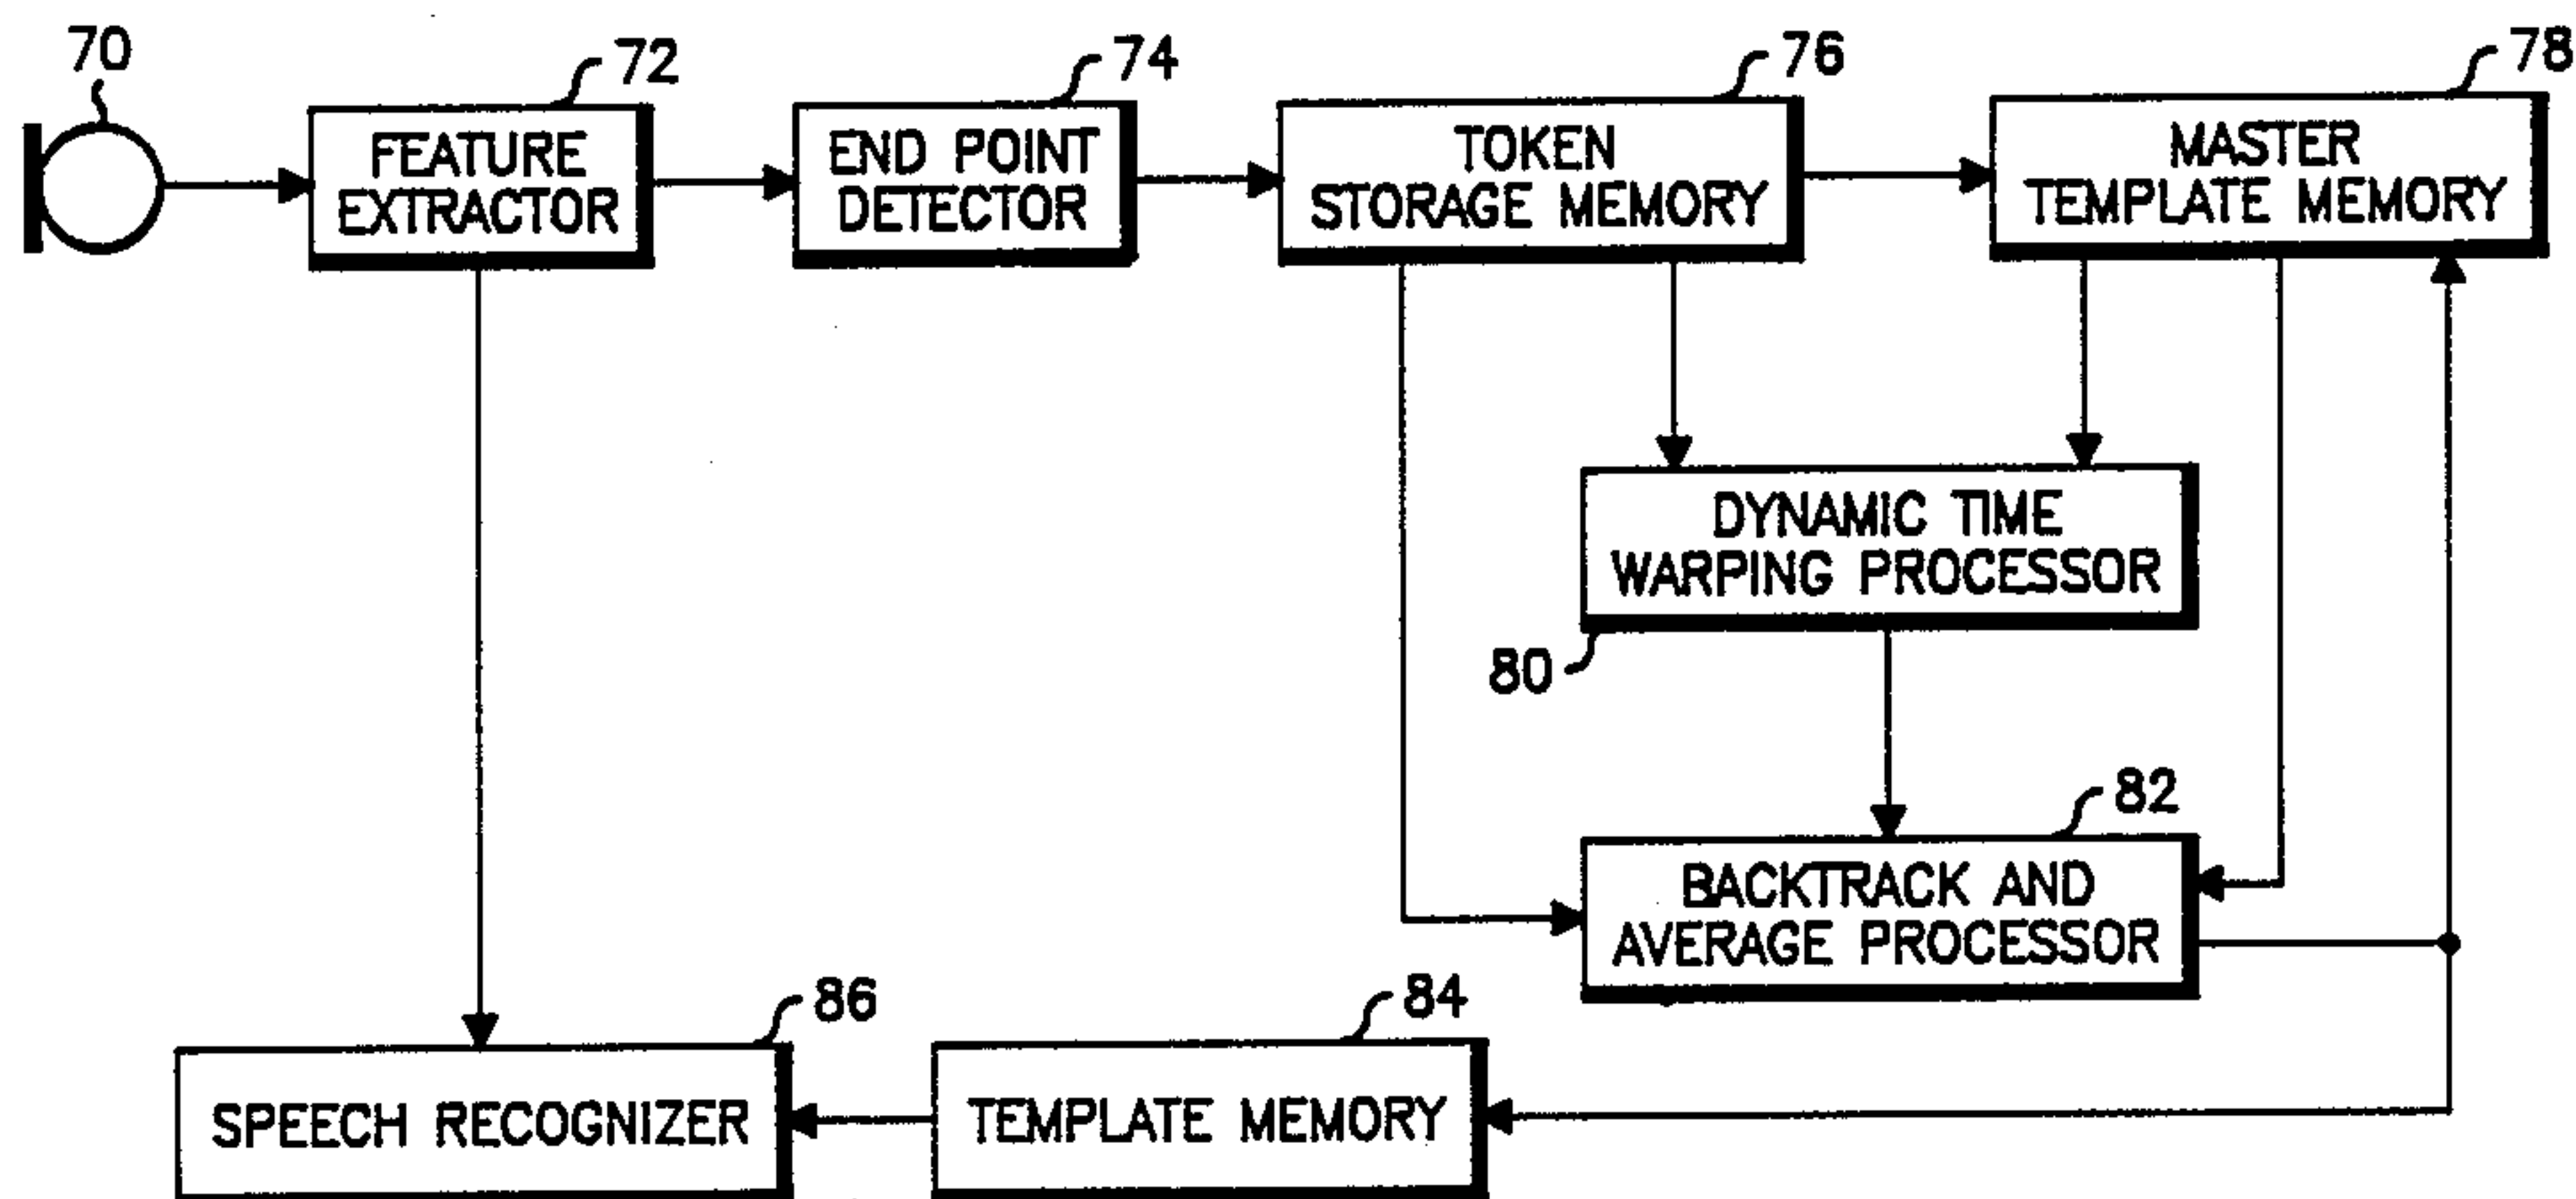 70
72
74
76
78
FEATURE
EXTRACTOR
END POINT
DETECTOR
TOKEN
STORAGE MEMORY
MASTER
TEMPLATE MEMORY
DYNAMIC TIME
WARPING PROCESSOR
80
82
BACKTRACK AND
AVERAGE PROCESSOR
86
84
SPEECH RECOGNIZER
TEMPLATE MEMORY